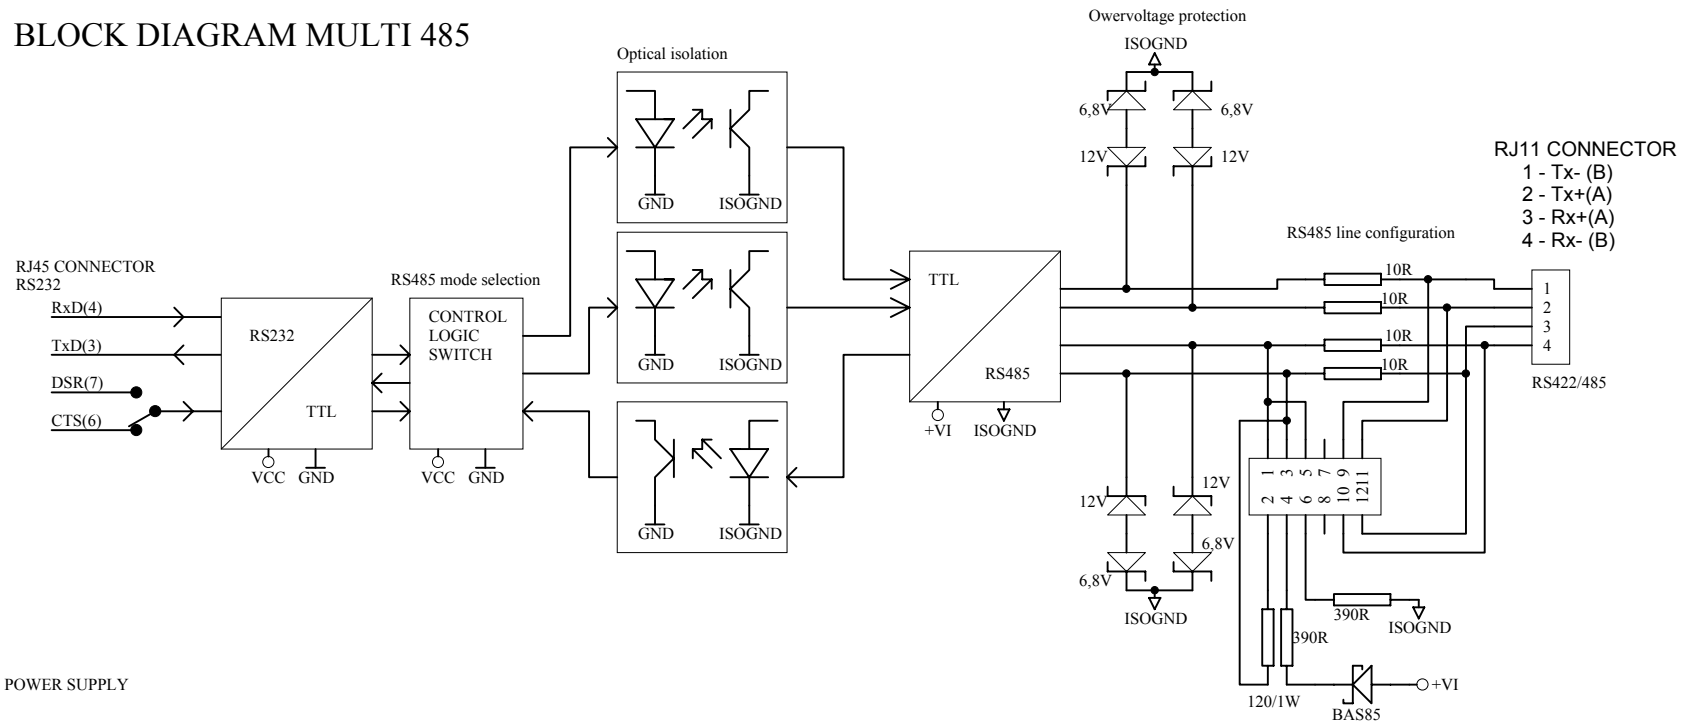 BLOCK DIAGRAM MULTI 485
Owervoltage protection
ISOGND
6,8V
6,8V
12V
12V
Optical isolation
GND
ISOGND
GND
ISOGND
GND
ISOGND
RJ11 CONNECTOR
1 - Tx- (B)
2 - Tx+(A)
3 - Rx+(A)
4 - Rx- (B)
RS485 line configuration
RJ45 CONNECTOR
RS232
RxD(4)
TxD(3)
DSR(7)
CTS(6)
RS232
TTL
VCC
GND
RS485 mode selection
CONTROL
LOGIC
SWITCH
VCC
GND
TTL
RS485
+VI
ISOGND
10R
10R
10R
10R
1
2
3
4
RS422/485
1 3 5 7 9 11
2 4 6 8 10 12
12V
12V
6,8V
6,8V
ISOGND
390R
ISOGND
390R
120/1W
BAS85
+VI
POWER SUPPLY